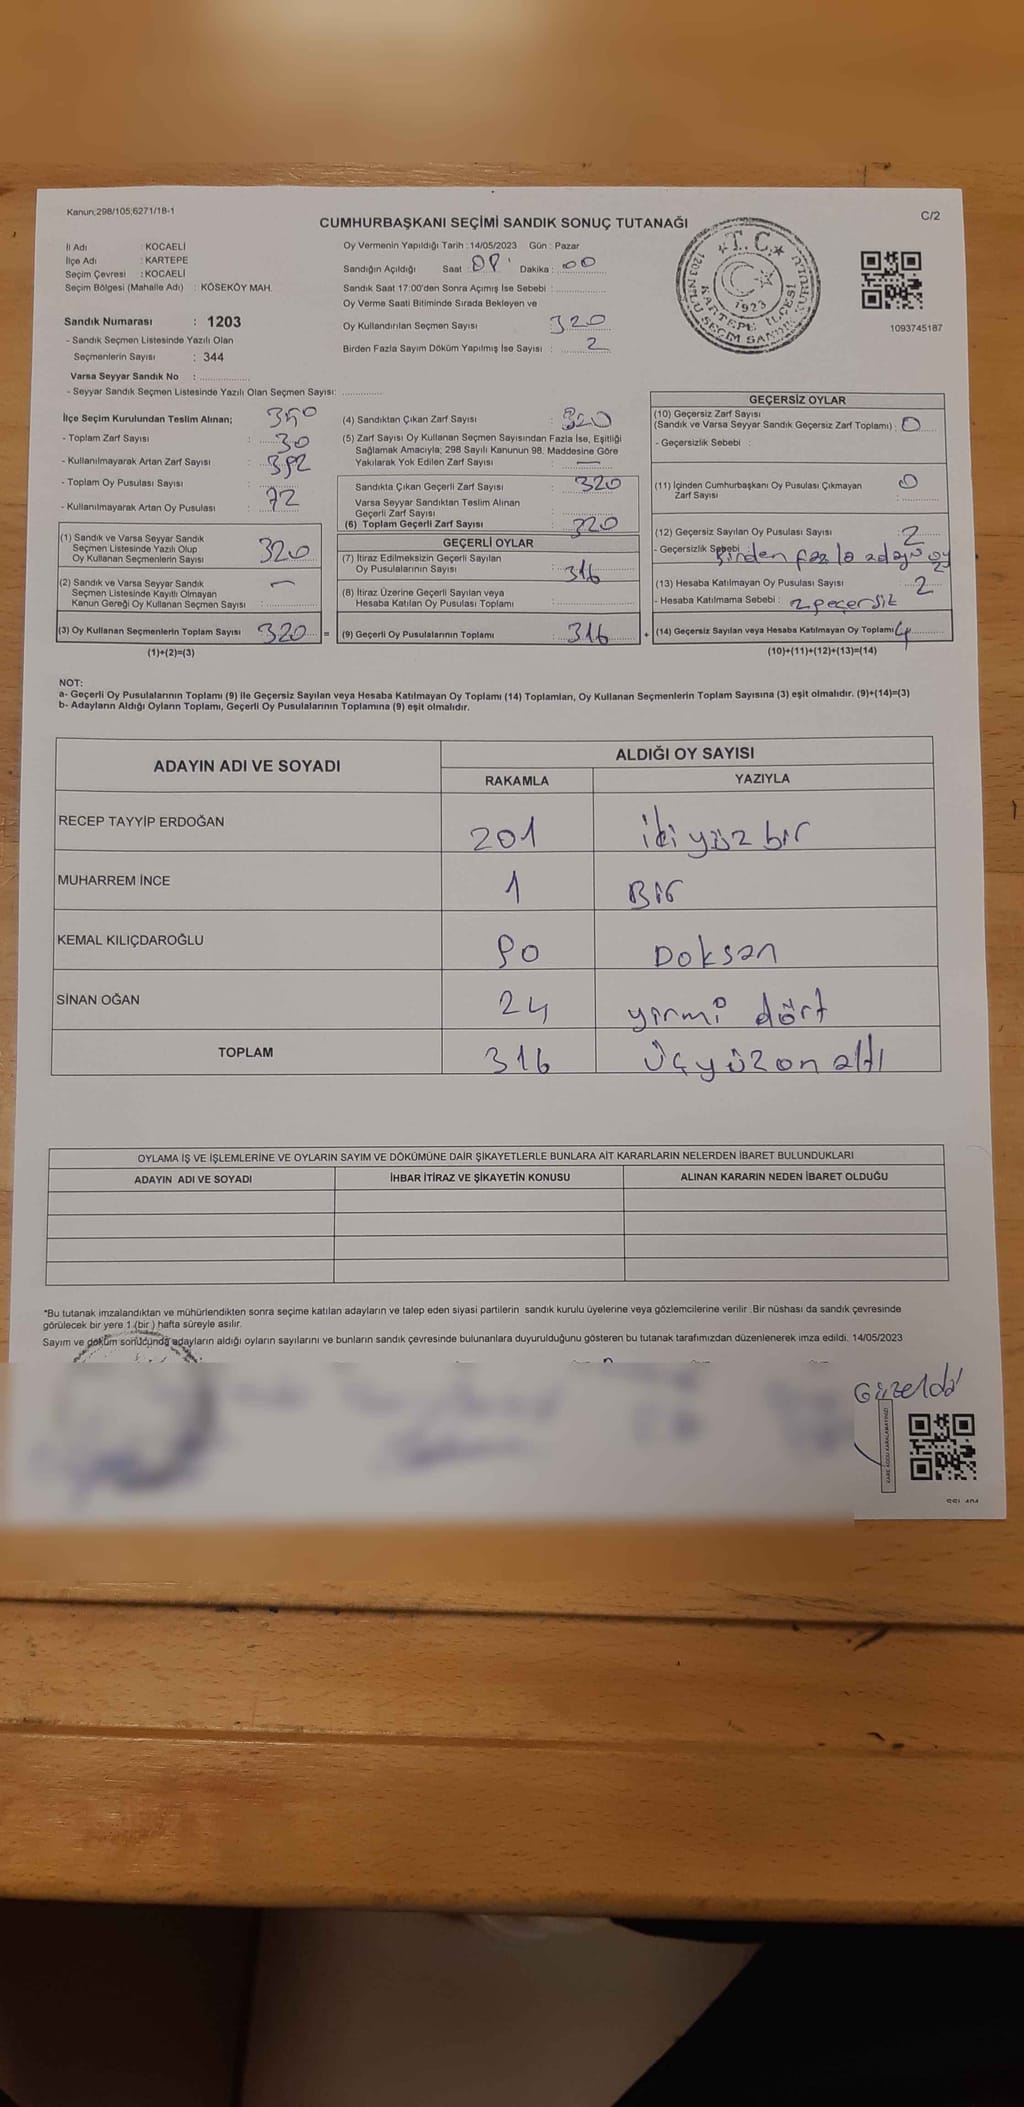 Kanun;298/105;6271/18-1
C/2
CUMHURBAŞKANI SEÇİMİ SANDIK SONUÇ TUTANAĞI
İl Adı : KOCAELİ
İlçe Adı : KARTEPE
Seçim Çevresi : KOCAELİ
Seçim Bölgesi (Mahalle Adı) : KÖSEKÖY MAH.
Sandık Numarası : 1203
- Sandık Seçmen Listesinde Yazılı Olan
Seçmenlerin Sayısı : 344
Varsa Seyyar Sandık No :
- Seyyar Sandık Seçmen Listesinde Yazılı Olan Seçmen Sayısı:
Oy Vermenin Yapıldığı Tarih : 14/05/2023 Gün : Pazar
Sandığın Açıldığı Saat : 08 Dakika : 00
Sandık Saat 17:00'den Sonra Açımış İse Sebebi :
Oy Verme Saati Bitiminde Sırada Bekleyen ve
Oy Kullandırılan Seçmen Sayısı 320
Birden Fazla Sayım Döküm Yapılmış İse Sayısı : 2
T.C.
1923
KARTEPE İLÇESİ
1203 NOLU SEÇİM SANDIK KURULU
1093745187
İlçe Seçim Kurulundan Teslim Alınan; 350
- Toplam Zarf Sayısı : 30
- Kullanılmayarak Artan Zarf Sayısı : 392
- Toplam Oy Pusulası Sayısı :
- Kullanılmayarak Artan Oy Pusulası : 72
(1) Sandık ve Varsa Seyyar Sandık
Seçmen Listesinde Yazılı Olup
Oy Kullanan Seçmenlerin Sayısı 320
(2) Sandık ve Varsa Seyyar Sandık
Seçmen Listesinde Kayıtlı Olmayan
Kanun Gereği Oy Kullanan Seçmen Sayısı : —
(3) Oy Kullanan Seçmenlerin Toplam Sayısı 320 =
(1)+(2)=(3)
(4) Sandıktan Çıkan Zarf Sayısı : 320
(5) Zarf Sayısı Oy Kullanan Seçmen Sayısından Fazla İse, Eşitliği
Sağlamak Amacıyla; 298 Sayılı Kanunun 98. Maddesine Göre
Yakılarak Yok Edilen Zarf Sayısı : —
Sandıkta Çıkan Geçerli Zarf Sayısı : 320
Varsa Seyyar Sandıktan Teslim Alınan
Geçerli Zarf Sayısı :
(6) Toplam Geçerli Zarf Sayısı 320
GEÇERLİ OYLAR
(7) İtiraz Edilmeksizin Geçerli Sayılan
Oy Pusulalarının Sayısı : 316
(8) İtiraz Üzerine Geçerli Sayılan veya
Hesaba Katılan Oy Pusulası Toplamı :
(9) Geçerli Oy Pusulalarının Toplamı 316 +
GEÇERSİZ OYLAR
(10) Geçersiz Zarf Sayısı
(Sandık ve Varsa Seyyar Sandık Geçersiz Zarf Toplamı) : 0
- Geçersizlik Sebebi :
(11) İçinden Cumhurbaşkanı Oy Pusulası Çıkmayan
Zarf Sayısı : 0
(12) Geçersiz Sayılan Oy Pusulası Sayısı : 2
- Geçersizlik Sebebi : Birden fazla adaya oy
(13) Hesaba Katılmayan Oy Pusulası Sayısı : 2
- Hesaba Katılmama Sebebi : 2 geçersiz
(14) Geçersiz Sayılan veya Hesaba Katılmayan Oy Toplamı 4
(10)+(11)+(12)+(13)=(14)
NOT:
a- Geçerli Oy Pusulalarının Toplamı (9) ile Geçersiz Sayılan veya Hesaba Katılmayan Oy Toplamı (14) Toplamları, Oy Kullanan Seçmenlerin Toplam Sayısına (3) eşit olmalıdır. (9)+(14)=(3)
b- Adayların Aldığı Oyların Toplamı, Geçerli Oy Pusulalarının Toplamına (9) eşit olmalıdır.
ADAYIN ADI VE SOYADI ALDIĞI OY SAYISI
RAKAMLA YAZIYLA
RECEP TAYYİP ERDOĞAN 201 iki yüz bir
MUHARREM İNCE 1 Bir
KEMAL KILIÇDAROĞLU 90 Doksan
SİNAN OĞAN 24 yirmi dört
TOPLAM 316 üçyüzon altı
OYLAMA İŞ VE İŞLEMLERİNE VE OYLARIN SAYIM VE DÖKÜMÜNE DAİR ŞİKAYETLERLE BUNLARA AİT KARARLARIN NELERDEN İBARET BULUNDUKLARI
ADAYIN ADI VE SOYADI İHBAR İTİRAZ VE ŞİKAYETİN KONUSU ALINAN KARARIN NEDEN İBARET OLDUĞU
*Bu tutanak imzalandıktan ve mühürlendikten sonra seçime katılan adayların ve talep eden siyasi partilerin sandık kurulu üyelerine veya gözlemcilerine verilir .Bir nüshası da sandık çevresinde
görülecek bir yere 1 (bir ) hafta süreyle asılır.
Sayım ve döküm sonucunda adayların aldığı oyların sayılarını ve bunların sandık çevresinde bulunanlara duyurulduğunu gösteren bu tutanak tarafımızdan düzenlenerek imza edildi. 14/05/2023
KARE KODU KARALAMAYINIZ!